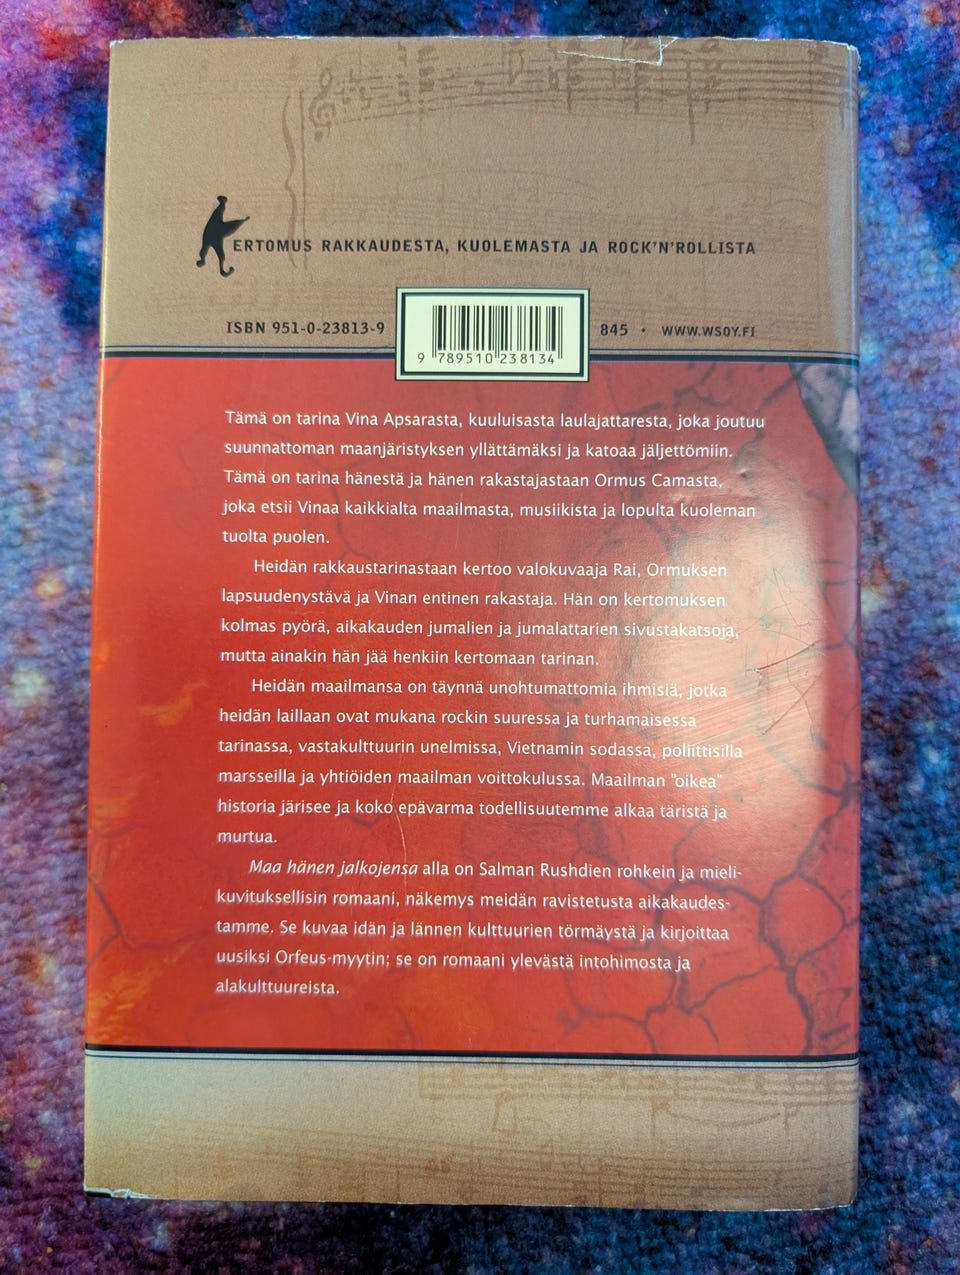 KERTOMUS RAKKAUDESTA, KUOLEMASTA JA ROCK'N'ROLLISTA
ISBN 951-0-23813-9
9 789510 238134
845 · WWW.WSOY.FI
Tämä on tarina Vina Apsarasta, kuuluisasta laulajattaresta, joka joutuu
suunnattoman maanjäristyksen yllättämäksi ja katoaa jäljettömiin.
Tämä on tarina hänestä ja hänen rakastajastaan Ormus Camasta,
joka etsii Vinaa kaikkialta maailmasta, musiikista ja lopulta kuoleman
tuolta puolen.
Heidän rakkaustarinastaan kertoo valokuvaaja Rai, Ormuksen
lapsuudenystävä ja Vinan entinen rakastaja. Hän on kertomuksen
kolmas pyörä, aikakauden jumalien ja jumalattarien sivustakatsoja,
mutta ainakin hän jää henkiin kertomaan tarinan.
Heidän maailmansa on täynnä unohtumattomia ihmisiä, jotka
heidän laillaan ovat mukana rockin suuressa ja turhamaisessa
tarinassa, vastakulttuurin unelmissa, Vietnamin sodassa, poliittisilla
marsseilla ja yhtiöiden maailman voittokulussa. Maailman "oikea"
historia järisee ja koko epävarma todellisuutemme alkaa täristä ja
murtua.
Maa hänen jalkojensa alla on Salman Rushdien rohkein ja mieli-
kuvituksellisin romaani, näkemys meidän ravistetusta aikakaudes-
tamme. Se kuvaa idän ja lännen kulttuurien törmäystä ja kirjoittaa
uusiksi Orfeus-myytin; se on romaani ylevästä intohimosta ja
alakulttuureista.